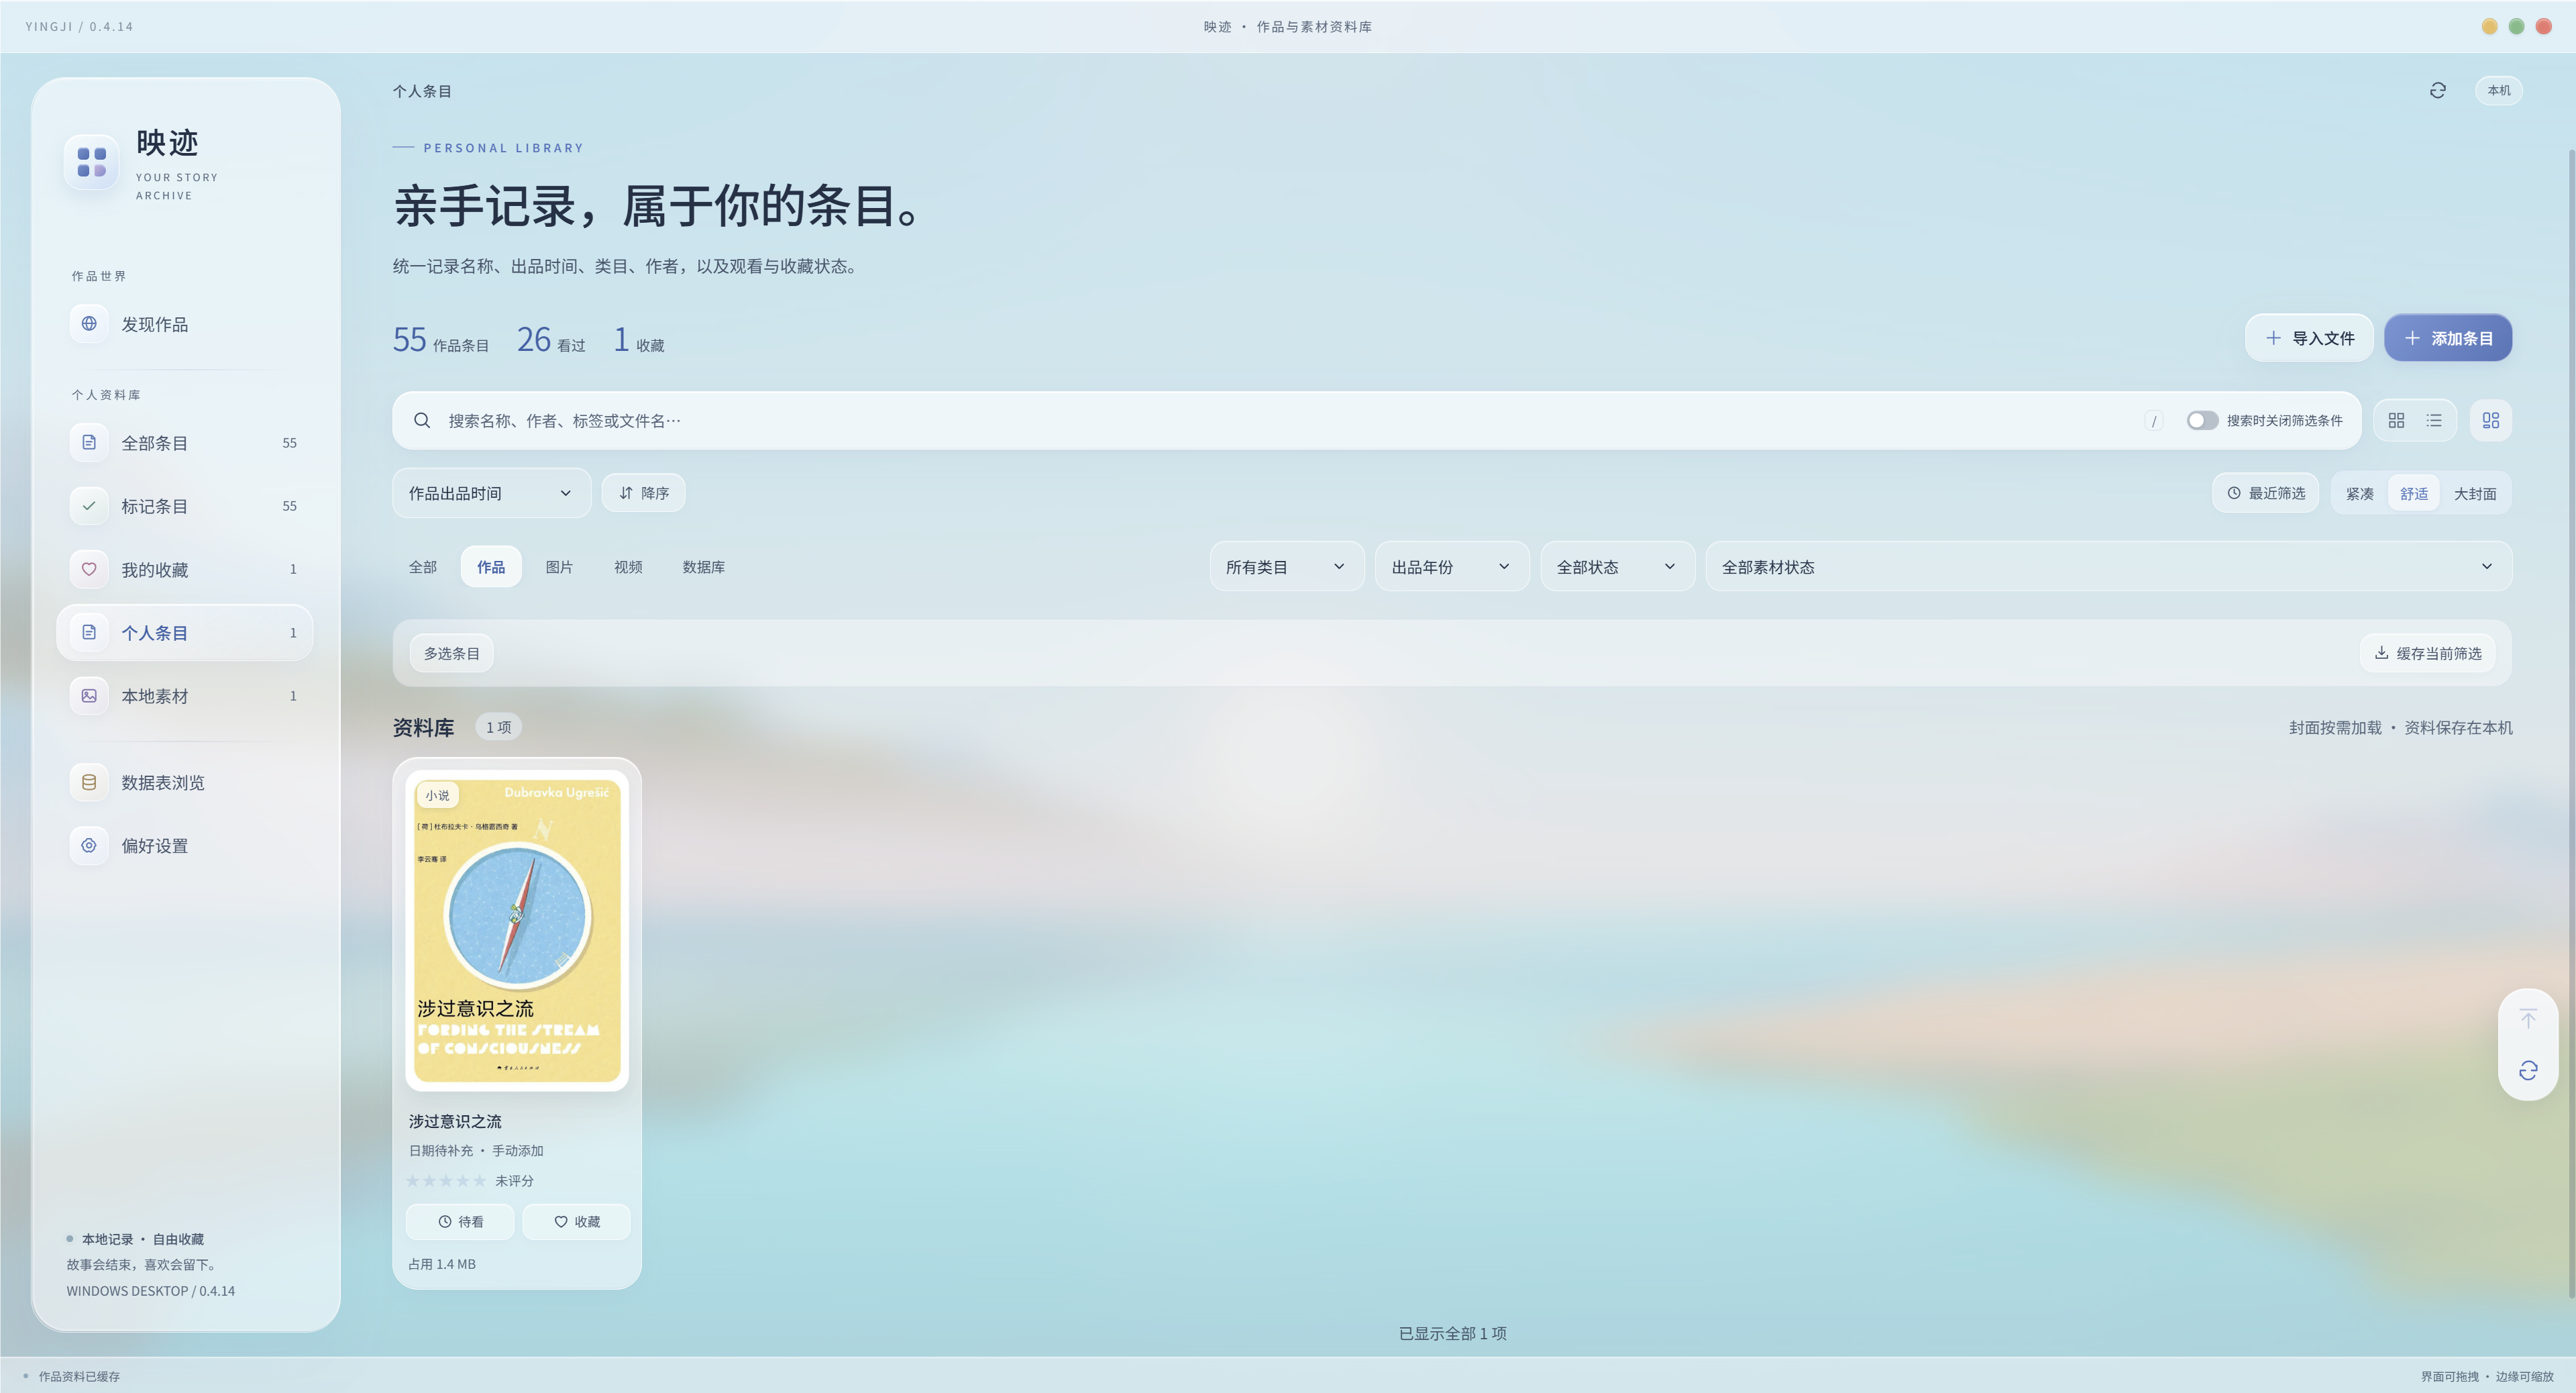 YINGJI / 0.4.14
映迹 · 作品与素材资料库
映迹
YOUR STORY
ARCHIVE
作品世界
发现作品
个人资料库
全部条目 55
标记条目 55
我的收藏 1
个人条目 1
本地素材 1
数据表浏览
偏好设置
本地记录 · 自由收藏
故事会结束，喜欢会留下。
WINDOWS DESKTOP / 0.4.14
个人条目
本机
PERSONAL LIBRARY
亲手记录，属于你的条目。
统一记录名称、出品时间、类目、作者，以及观看与收藏状态。
55 作品条目 26 看过 1 收藏
导入文件 添加条目
搜索名称、作者、标签或文件名… / 搜索时关闭筛选条件
作品出品时间 降序 最近筛选 紧凑 舒适 大封面
全部 作品 图片 视频 数据库 所有类目 出品年份 全部状态 全部素材状态
多选条目 缓存当前筛选
资料库 1 项 封面按需加载 · 资料保存在本机
小说 Dubravka Ugrešić
[ 荷 ] 杜布拉夫卡 · 乌格雷西奇 著
N
李云骞 译
涉过意识之流
FORDING THE STREAM
OF CONSCIOUSNESS
涉过意识之流
日期待补充 · 手动添加
未评分
待看 收藏
占用 1.4 MB
已显示全部 1 项
作品资料已缓存 界面可拖拽 · 边缘可缩放